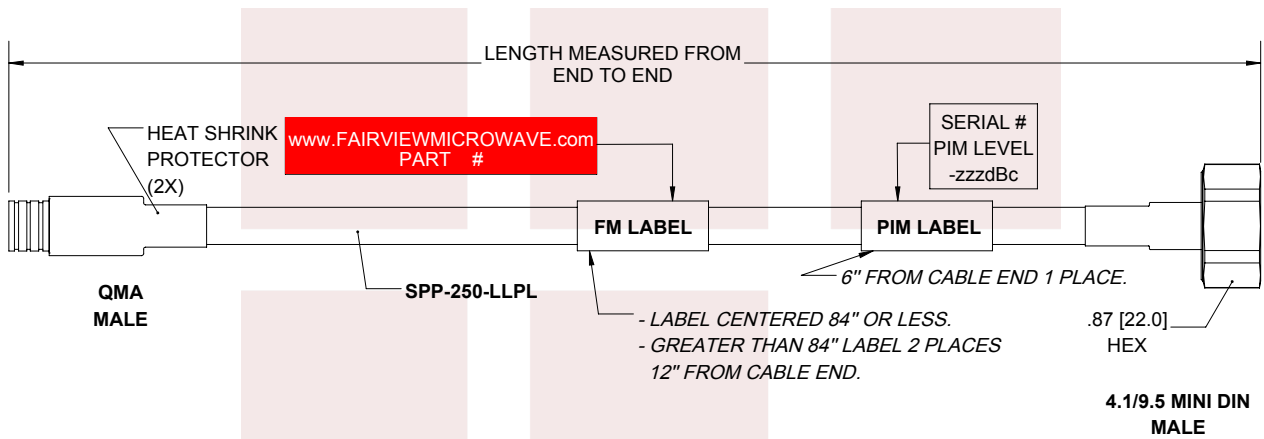 LENGTH MEASURED FROM
END TO END
HEAT SHRINK
PROTECTOR
(2X)
www.FAIRVIEWMICROWAVE.com
PART #
SERIAL #
PIM LEVEL
-zzzdBc
FM LABEL
PIM LABEL
QMA
MALE
SPP-250-LLPL
6" FROM CABLE END 1 PLACE.
- LABEL CENTERED 84" OR LESS.
- GREATER THAN 84" LABEL 2 PLACES
12" FROM CABLE END.
.87 [22.0]
HEX
4.1/9.5 MINI DIN
MALE